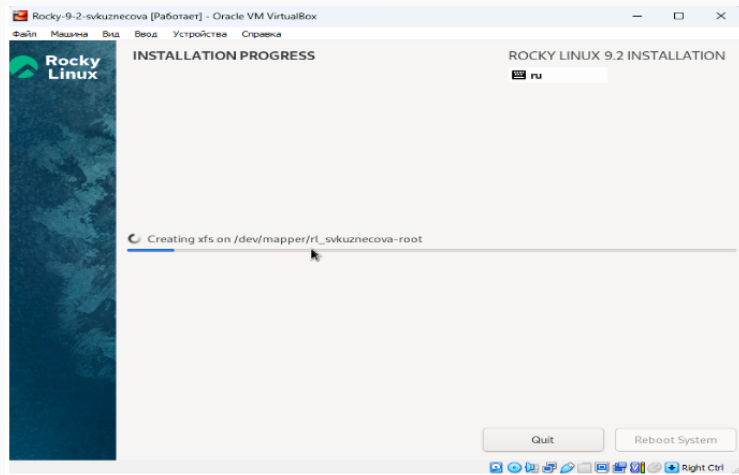 Rocky-9-2-svkuznecova [Работает] - Oracle VM VirtualBox
Файл Машина Вид Ввод Устройства Справка
Rocky
Linux
INSTALLATION PROGRESS
ROCKY LINUX 9.2 INSTALLATION
ru
Creating xfs on /dev/mapper/rl_svkuznecova-root
Quit
Reboot System
Right Ctrl